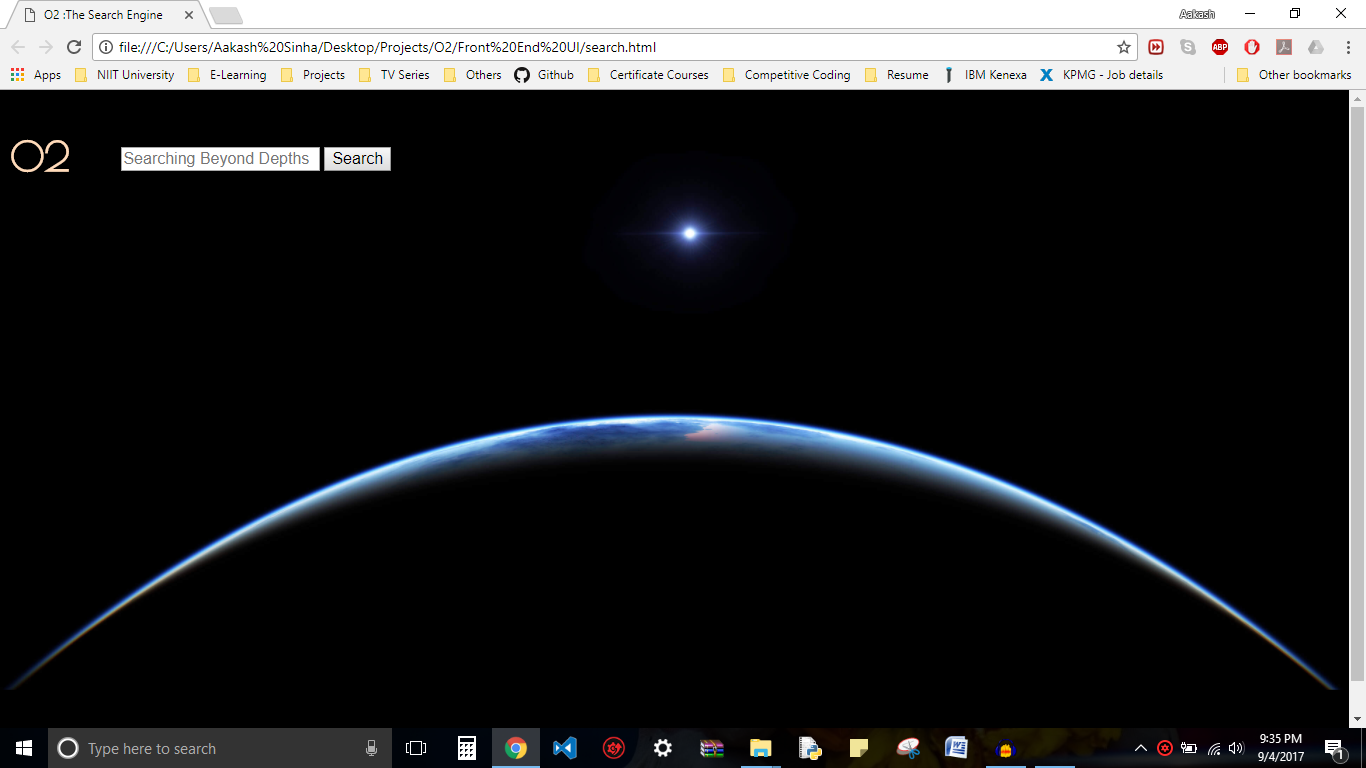 O2 :The Search Engine
Aakash
file:///C:/Users/Aakash%20Sinha/Desktop/Projects/O2/Front%20End%20UI/search.html
ABP
Apps NIIT University E-Learning Projects TV Series Others Github Certificate Courses Competitive Coding Resume IBM Kenexa KPMG - Job details Other bookmarks
O2 Searching Beyond Depths Search
Type here to search
9:35 PM
9/4/2017
1